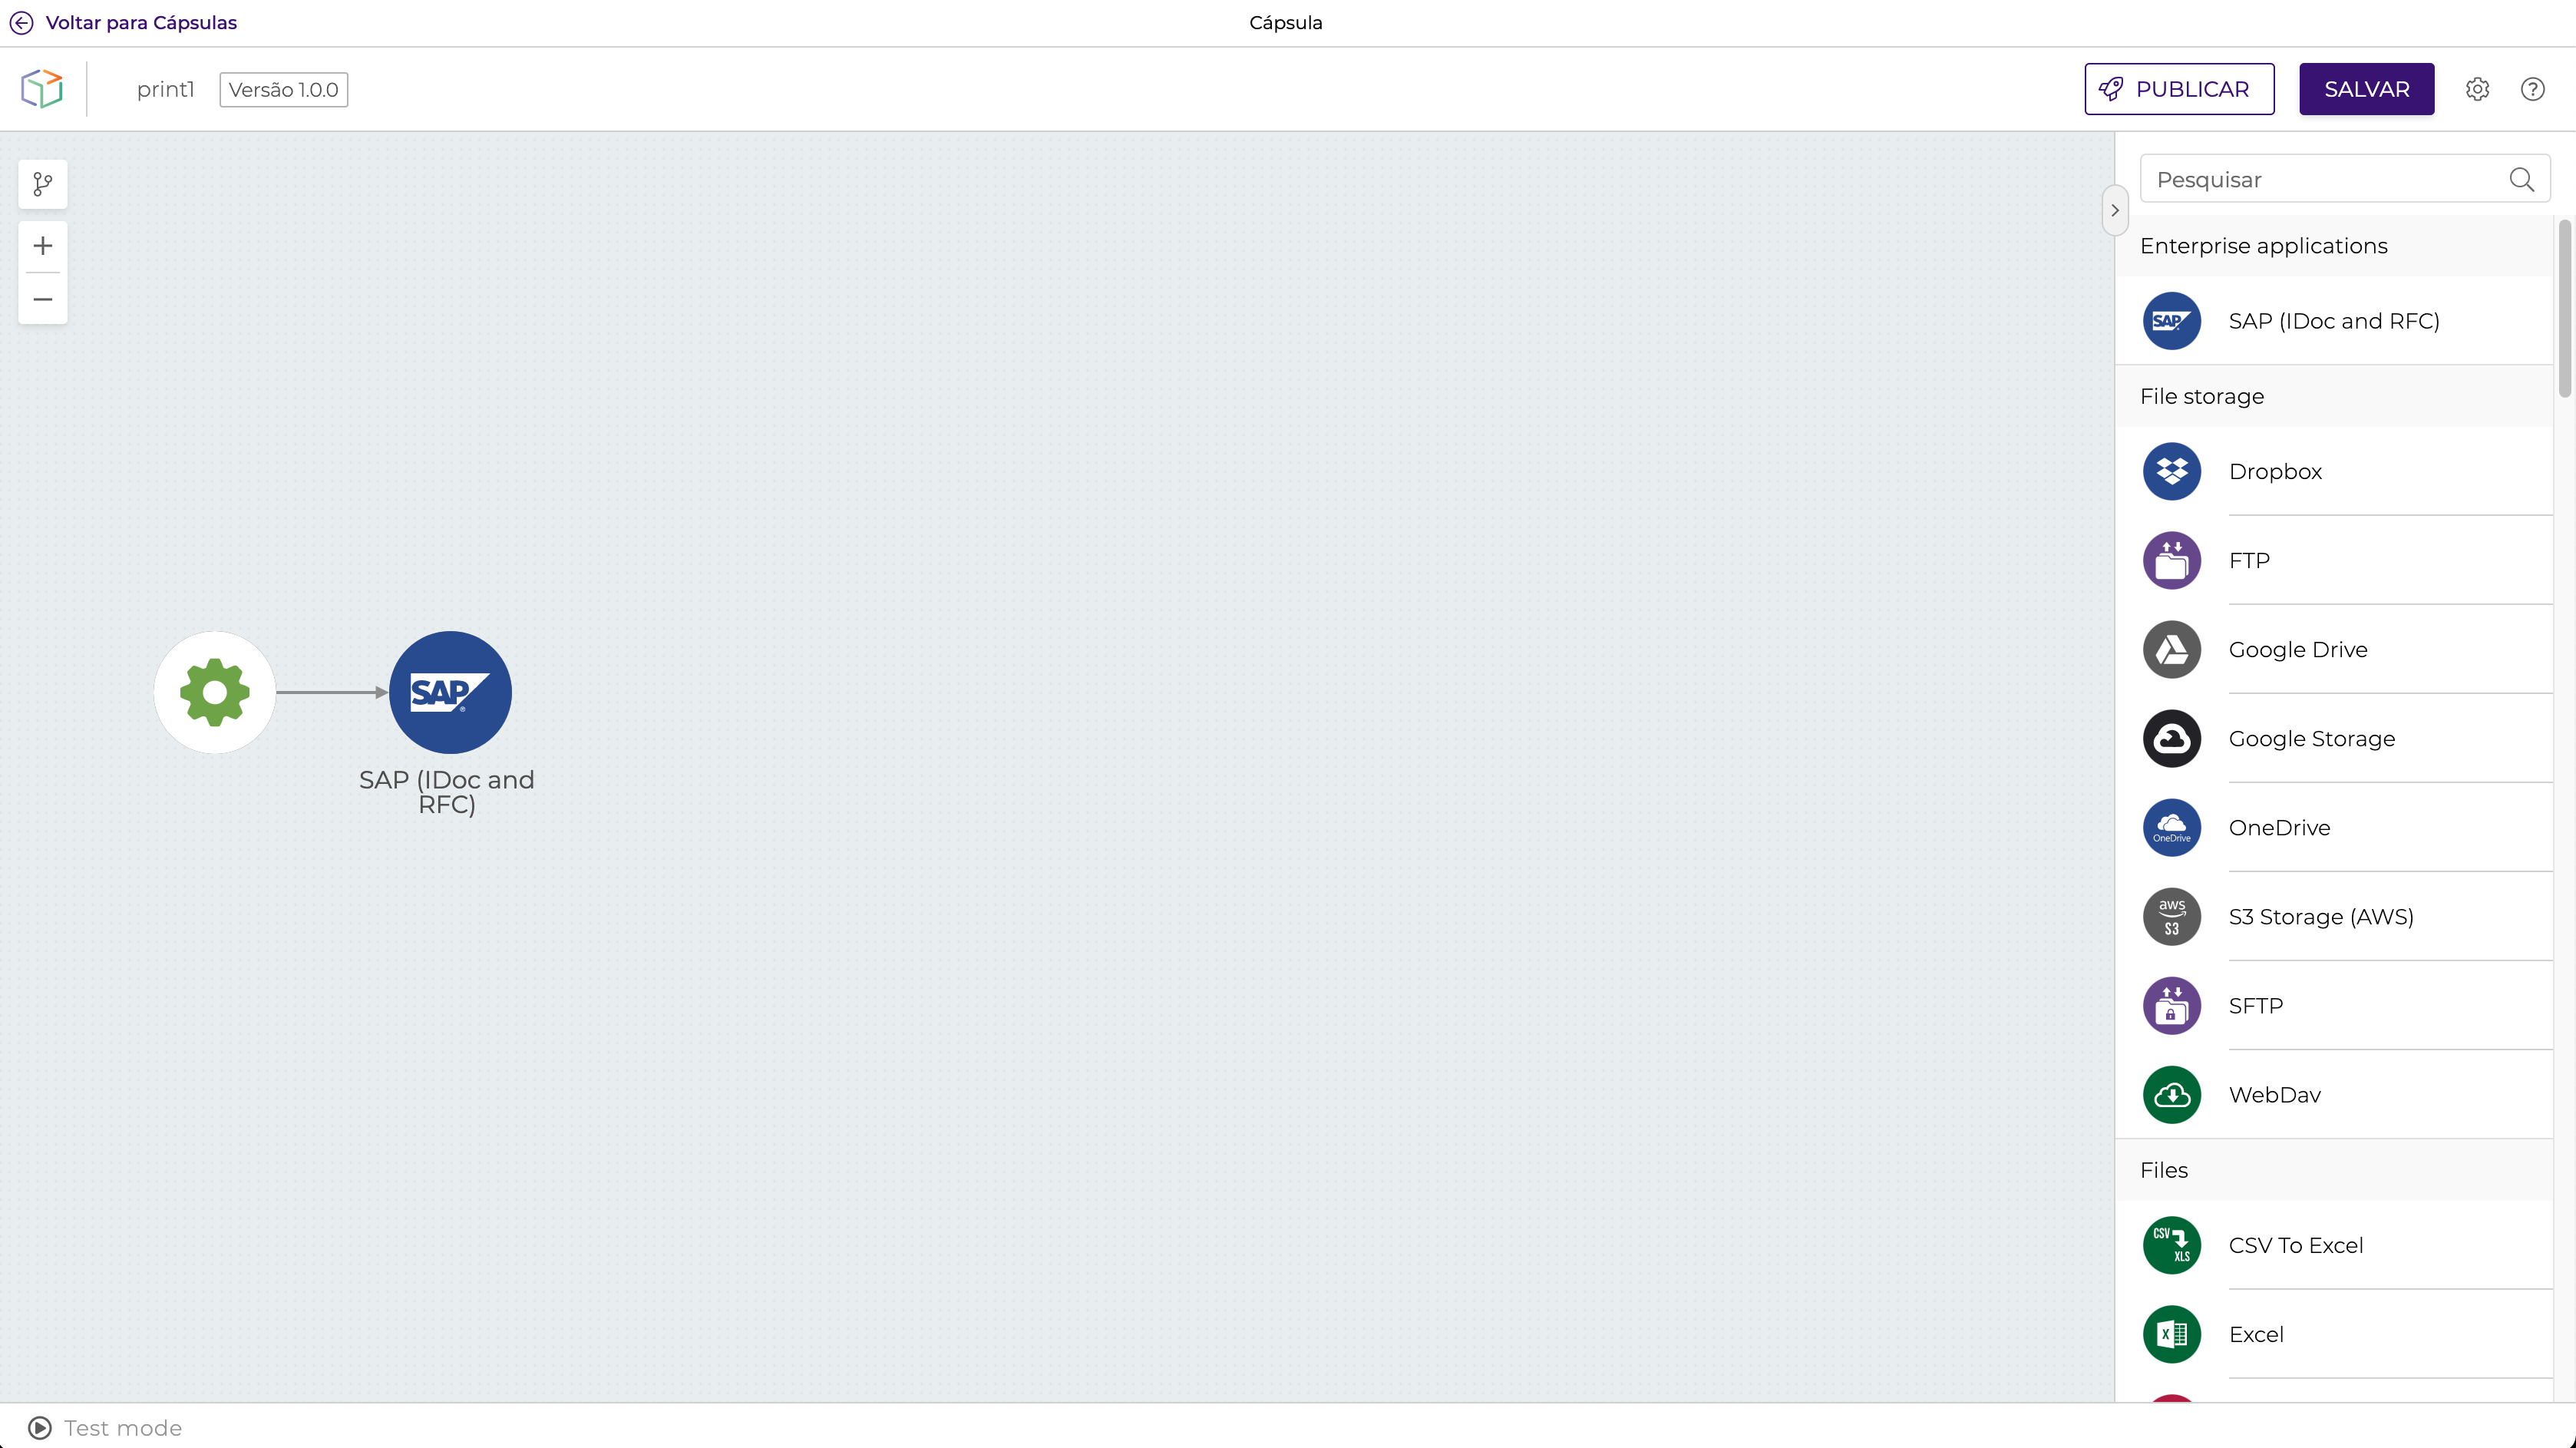 Voltar para Cápsulas
Cápsula
print1
Versão 1.0.0
PUBLICAR
SALVAR
?
Pesquisar
Enterprise applications
SAP
SAP (IDoc and RFC)
File storage
Dropbox
FTP
Google Drive
Google Storage
OneDrive
OneDrive
aws
S3
S3 Storage (AWS)
SFTP
WebDav
Files
CSV
XLS
CSV To Excel
X
Excel
SAP®
SAP (IDoc and
RFC)
Test mode